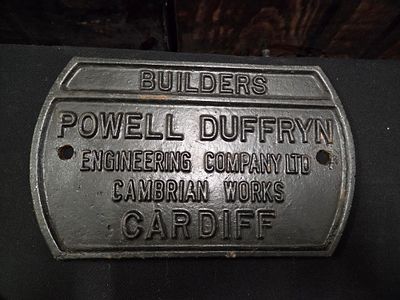 BUILDERS
POWELL DUFFRYN
ENGINEERING COMPANY LTD
CAMBRIAN WORKS
CARDIFF